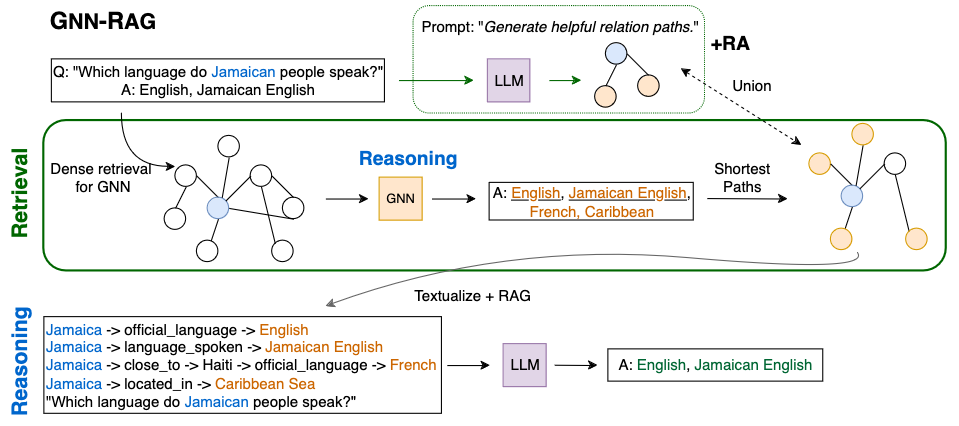 GNN-RAG
Prompt: "Generate helpful relation paths."
+RA
Q: "Which language do Jamaican people speak?"
A: English, Jamaican English
LLM
Union
Retrieval
Dense retrieval
for GNN
Reasoning
GNN
A: English, Jamaican English,
French, Caribbean
Shortest
Paths
Textualize + RAG
Reasoning
Jamaica -> official_language -> English
Jamaica -> language_spoken -> Jamaican English
Jamaica -> close_to -> Haiti -> official_language -> French
Jamaica -> located_in -> Caribbean Sea
"Which language do Jamaican people speak?"
LLM
A: English, Jamaican English